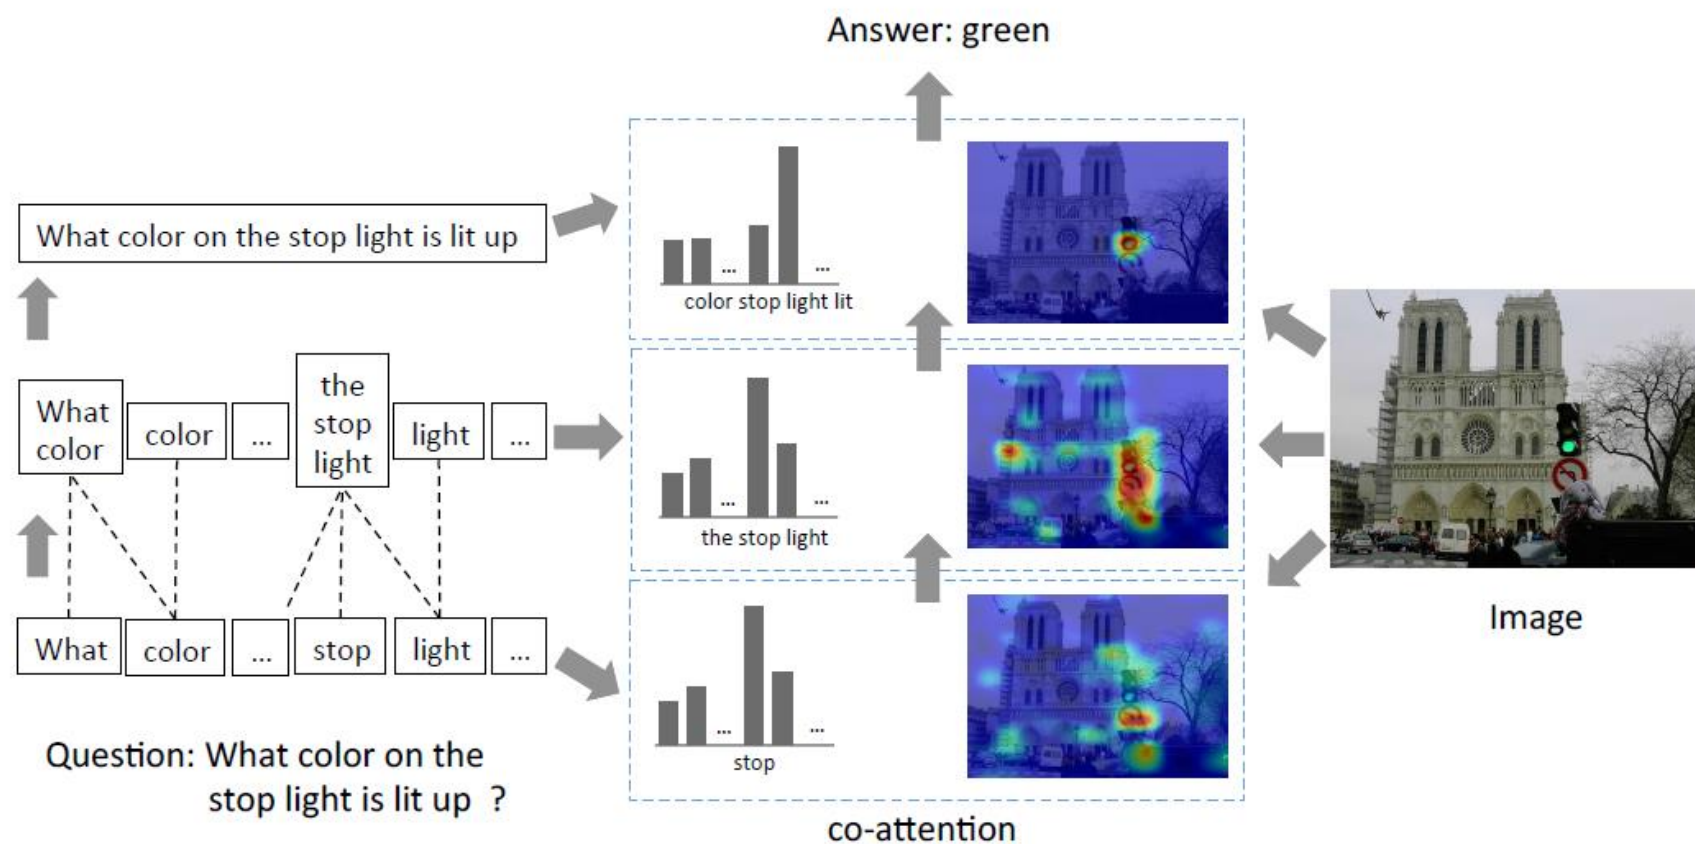 Answer: green
What color on the stop light is lit up
... ...
color stop light lit
What
color
color
...
the
stop
light
light
...
... ...
the stop light
What
color
...
stop
light
...
... ...
stop
Image
Question: What color on the
stop light is lit up ?
co-attention